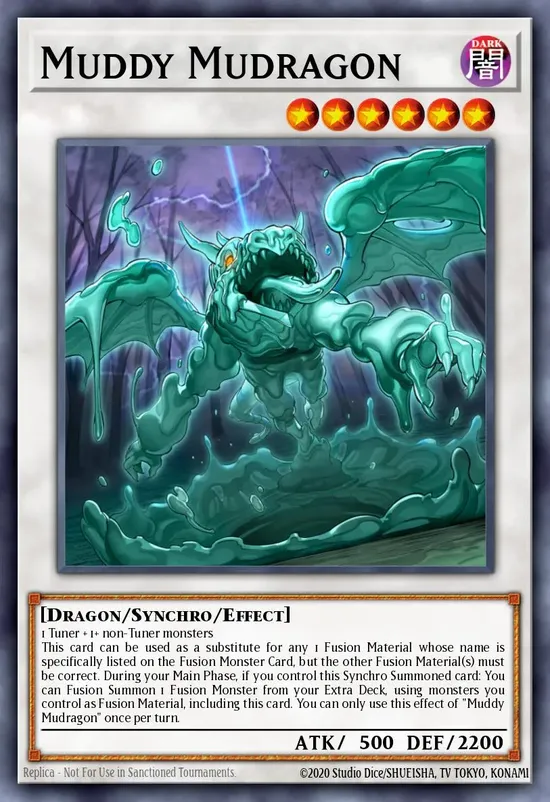 MUDDY MUDRAGON
DARK
闇
[DRAGON/SYNCHRO/EFFECT]
1 Tuner + 1+ non-Tuner monsters
This card can be used as a substitute for any 1 Fusion Material whose name is
specifically listed on the Fusion Monster Card, but the other Fusion Material(s) must
be correct. During your Main Phase, if you control this Synchro Summoned card: You
can Fusion Summon 1 Fusion Monster from your Extra Deck, using monsters you
control as Fusion Material, including this card. You can only use this effect of "Muddy
Mudragon" once per turn.
ATK/ 500 DEF/2200
Replica - Not For Use in Sanctioned Tournaments. ©2020 Studio Dice/SHUEISHA, TV TOKYO, KONAMI